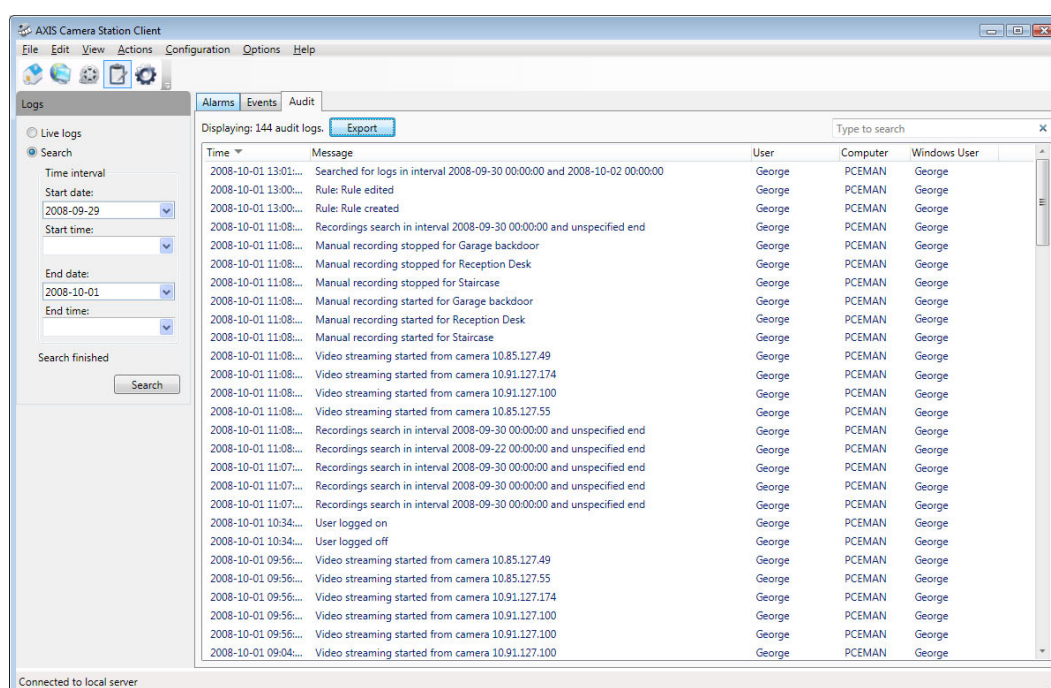 AXIS Camera Station Client
File Edit View Actions Configuration Options Help
Logs
Live logs
Search
Time interval
Start date:
2008-09-29
Start time:
End date:
2008-10-01
End time:
Search finished
Search
Alarms Events Audit
Displaying: 144 audit logs. Export Type to search
Time Message User Computer Windows User
2008-10-01 13:01:... Searched for logs in interval 2008-09-30 00:00:00 and 2008-10-02 00:00:00 George PCEMAN George
2008-10-01 13:00:... Rule: Rule edited George PCEMAN George
2008-10-01 13:00:... Rule: Rule created George PCEMAN George
2008-10-01 11:08:... Recordings search in interval 2008-09-30 00:00:00 and unspecified end George PCEMAN George
2008-10-01 11:08:... Manual recording stopped for Garage backdoor George PCEMAN George
2008-10-01 11:08:... Manual recording stopped for Reception Desk George PCEMAN George
2008-10-01 11:08:... Manual recording stopped for Staircase George PCEMAN George
2008-10-01 11:08:... Manual recording started for Garage backdoor George PCEMAN George
2008-10-01 11:08:... Manual recording started for Reception Desk George PCEMAN George
2008-10-01 11:08:... Manual recording started for Staircase George PCEMAN George
2008-10-01 11:08:... Video streaming started from camera 10.85.127.49 George PCEMAN George
2008-10-01 11:08:... Video streaming started from camera 10.91.127.174 George PCEMAN George
2008-10-01 11:08:... Video streaming started from camera 10.91.127.100 George PCEMAN George
2008-10-01 11:08:... Video streaming started from camera 10.85.127.55 George PCEMAN George
2008-10-01 11:08:... Recordings search in interval 2008-09-30 00:00:00 and unspecified end George PCEMAN George
2008-10-01 11:08:... Recordings search in interval 2008-09-22 00:00:00 and unspecified end George PCEMAN George
2008-10-01 11:07:... Recordings search in interval 2008-09-30 00:00:00 and unspecified end George PCEMAN George
2008-10-01 11:07:... Recordings search in interval 2008-09-30 00:00:00 and unspecified end George PCEMAN George
2008-10-01 11:07:... Recordings search in interval 2008-09-30 00:00:00 and unspecified end George PCEMAN George
2008-10-01 10:34:... User logged on George PCEMAN George
2008-10-01 10:34:... User logged off George PCEMAN George
2008-10-01 09:56:... Video streaming started from camera 10.85.127.49 George PCEMAN George
2008-10-01 09:56:... Video streaming started from camera 10.85.127.55 George PCEMAN George
2008-10-01 09:56:... Video streaming started from camera 10.91.127.174 George PCEMAN George
2008-10-01 09:56:... Video streaming started from camera 10.91.127.100 George PCEMAN George
2008-10-01 09:56:... Video streaming started from camera 10.91.127.100 George PCEMAN George
2008-10-01 09:04:... Video streaming started from camera 10.91.127.100 George PCEMAN George
Connected to local server